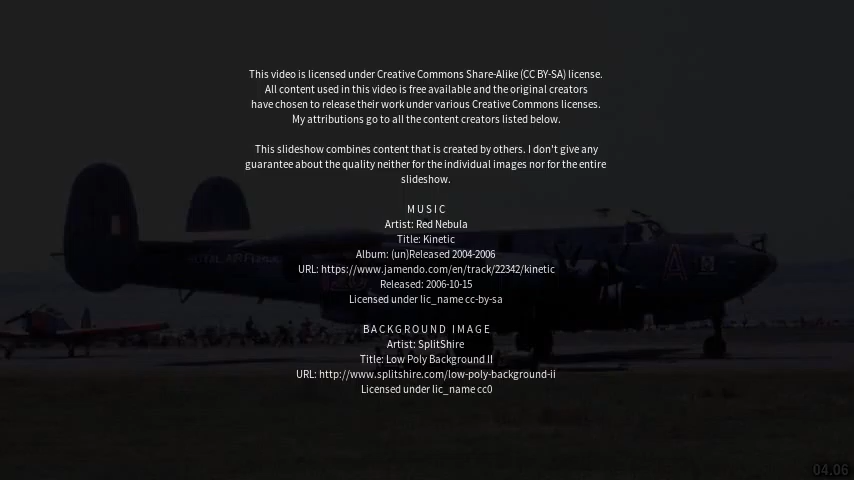 This video is licensed under Creative Commons Share-Alike (CC BY-SA) license.
All content used in this video is free available and the original creators
have chosen to release their work under various Creative Commons licenses.
My attributions go to all the content creators listed below.
This slideshow combines content that is created by others. I don't give any
guarantee about the quality neither for the individual images nor for the entire
slideshow.
MUSIC
Artist: Red Nebula
Title: Kinetic
Album: (un)Released 2004-2006
URL: https://www.jamendo.com/en/track/22342/kinetic
Released: 2006-10-15
Licensed under lic_name cc-by-sa
BACKGROUND IMAGE
Artist: SplitShire
Title: Low Poly Background II
URL: http://www.splitshire.com/low-poly-background-ii
Licensed under lic_name cc0
ROYAL AIR FORCE
A
04.06